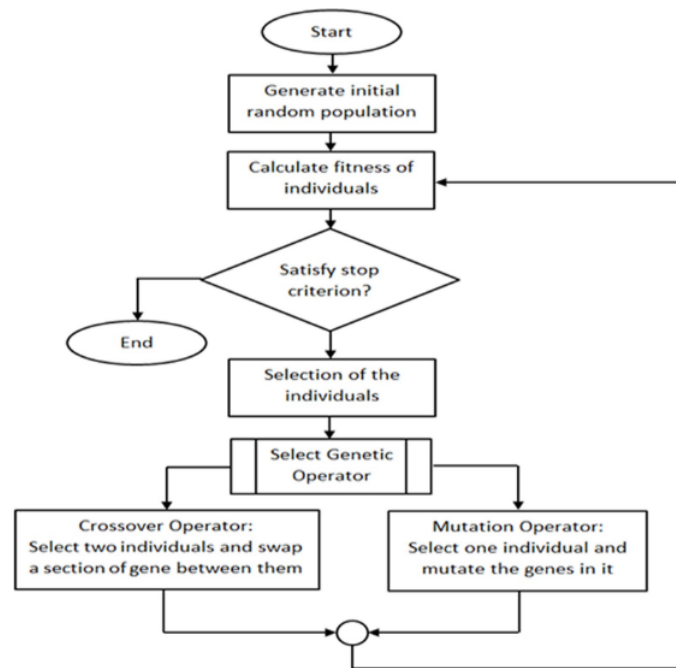 Start
Generate initial
random population
Calculate fitness of
individuals
Satisfy stop
criterion?
End
Selection of the
individuals
Select Genetic
Operator
Crossover Operator:
Select two individuals and swap
a section of gene between them
Mutation Operator:
Select one individual and
mutate the genes in it